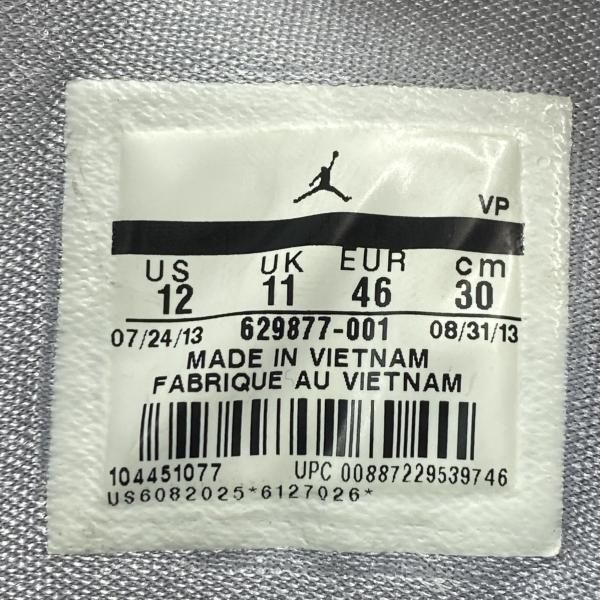 VP
US UK EUR cm
12 11 46 30
07/24/13 629877-001 08/31/13
MADE IN VIETNAM
FABRIQUE AU VIETNAM
104451077 UPC 00887229539746
US6082025*6127026*